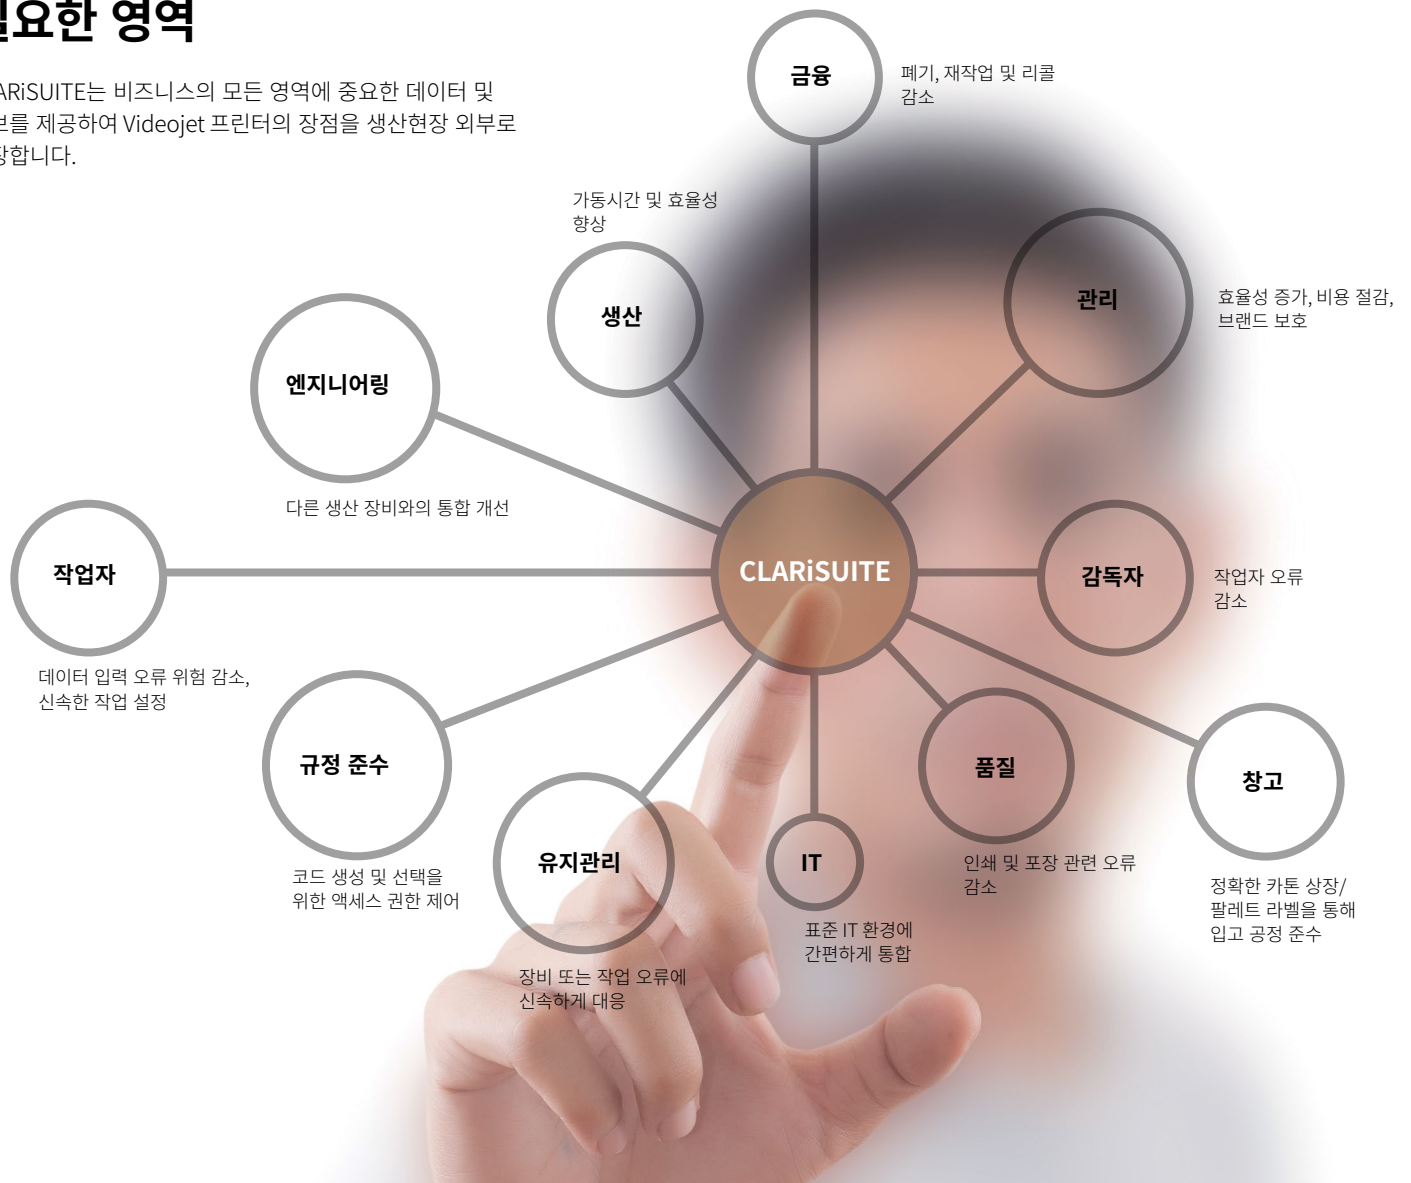 필요한 영역
CLARiSUITE는 비즈니스의 모든 영역에 중요한 데이터 및
정보를 제공하여 Videojet 프린터의 장점을 생산현장 외부로
확장합니다.
금융
폐기, 재작업 및 리콜
감소
가동시간 및 효율성
향상
생산
관리
효율성 증가, 비용 절감,
브랜드 보호
엔지니어링
다른 생산 장비와의 통합 개선
작업자
데이터 입력 오류 위험 감소,
신속한 작업 설정
CLARiSUITE
감독자
작업자 오류
감소
규정 준수
코드 생성 및 선택을
위한 액세스 권한 제어
유지관리
장비 또는 작업 오류에
신속하게 대응
IT
표준 IT 환경에
간편하게 통합
품질
인쇄 및 포장 관련 오류
감소
창고
정확한 카톤 상장/
팔레트 라벨을 통해
입고 공정 준수